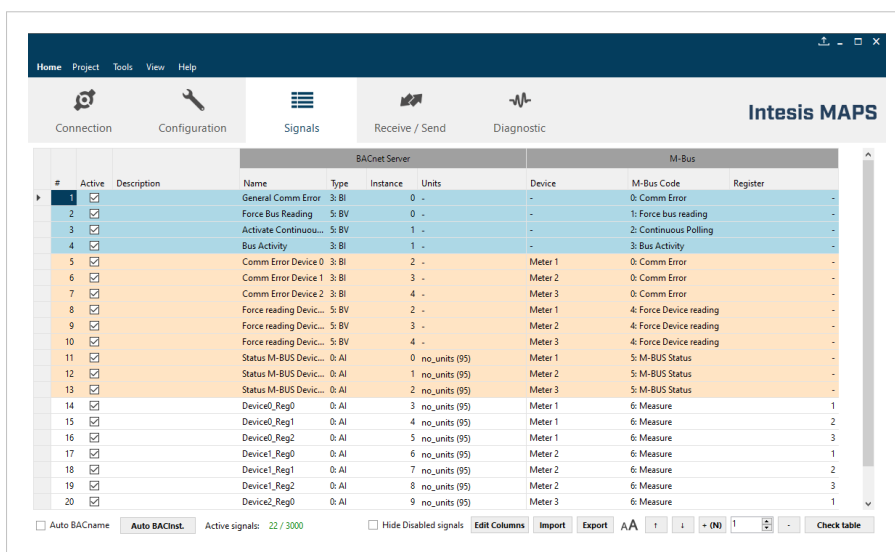 Home Project Tools View Help
Connection Configuration Signals Receive / Send Diagnostic
Intesis MAPS
BACnet Server M-Bus
# Active Description Name Type Instance Units Device M-Bus Code Register
1 General Comm Error 3: BI 0 - - 0: Comm Error -
2 Force Bus Reading 5: BV 0 - - 1: Force bus reading -
3 Activate Continuou... 5: BV 1 - - 2: Continuous Polling -
4 Bus Activity 3: BI 1 - - 3: Bus Activity -
5 Comm Error Device 0 3: BI 2 - Meter 1 0: Comm Error -
6 Comm Error Device 1 3: BI 3 - Meter 2 0: Comm Error -
7 Comm Error Device 2 3: BI 4 - Meter 3 0: Comm Error -
8 Force reading Devic... 5: BV 2 - Meter 1 4: Force Device reading -
9 Force reading Devic... 5: BV 3 - Meter 2 4: Force Device reading -
10 Force reading Devic... 5: BV 4 - Meter 3 4: Force Device reading -
11 Status M-BUS Devic... 0: AI 0 no_units (95) Meter 1 5: M-BUS Status -
12 Status M-BUS Devic... 0: AI 1 no_units (95) Meter 2 5: M-BUS Status -
13 Status M-BUS Devic... 0: AI 2 no_units (95) Meter 3 5: M-BUS Status -
14 Device0_Reg0 0: AI 3 no_units (95) Meter 1 6: Measure 1
15 Device0_Reg1 0: AI 4 no_units (95) Meter 1 6: Measure 2
16 Device0_Reg2 0: AI 5 no_units (95) Meter 1 6: Measure 3
17 Device1_Reg0 0: AI 6 no_units (95) Meter 2 6: Measure 1
18 Device1_Reg1 0: AI 7 no_units (95) Meter 2 6: Measure 2
19 Device1_Reg2 0: AI 8 no_units (95) Meter 2 6: Measure 3
20 Device2_Reg0 0: AI 9 no_units (95) Meter 3 6: Measure 1
Auto BACname Auto BACInst. Active signals: 22 / 3000 Hide Disabled signals Edit Columns Import Export AA ↑ ↓ + (N) 1 - Check table